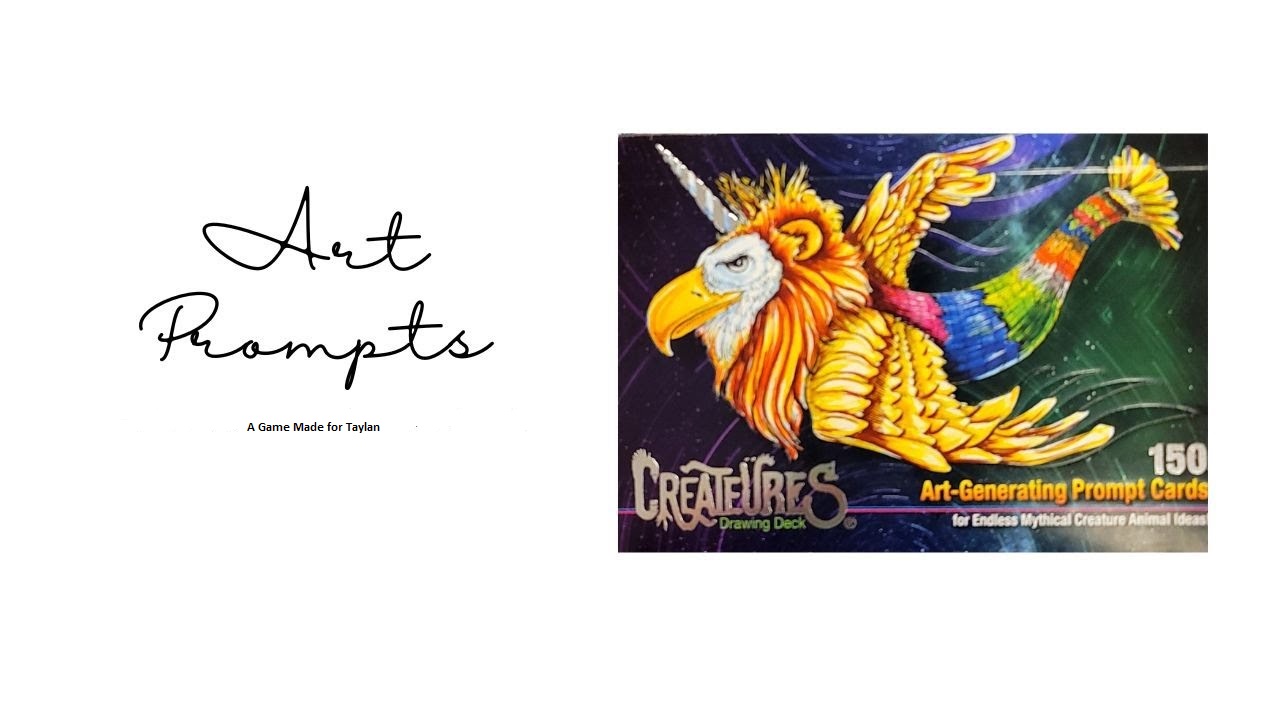 Art
Prompts
A Game Made for Taylan
CREATEÜRES
Drawing Deck®
150
Art-Generating Prompt Cards
for Endless Mythical Creature Animal Ideas!